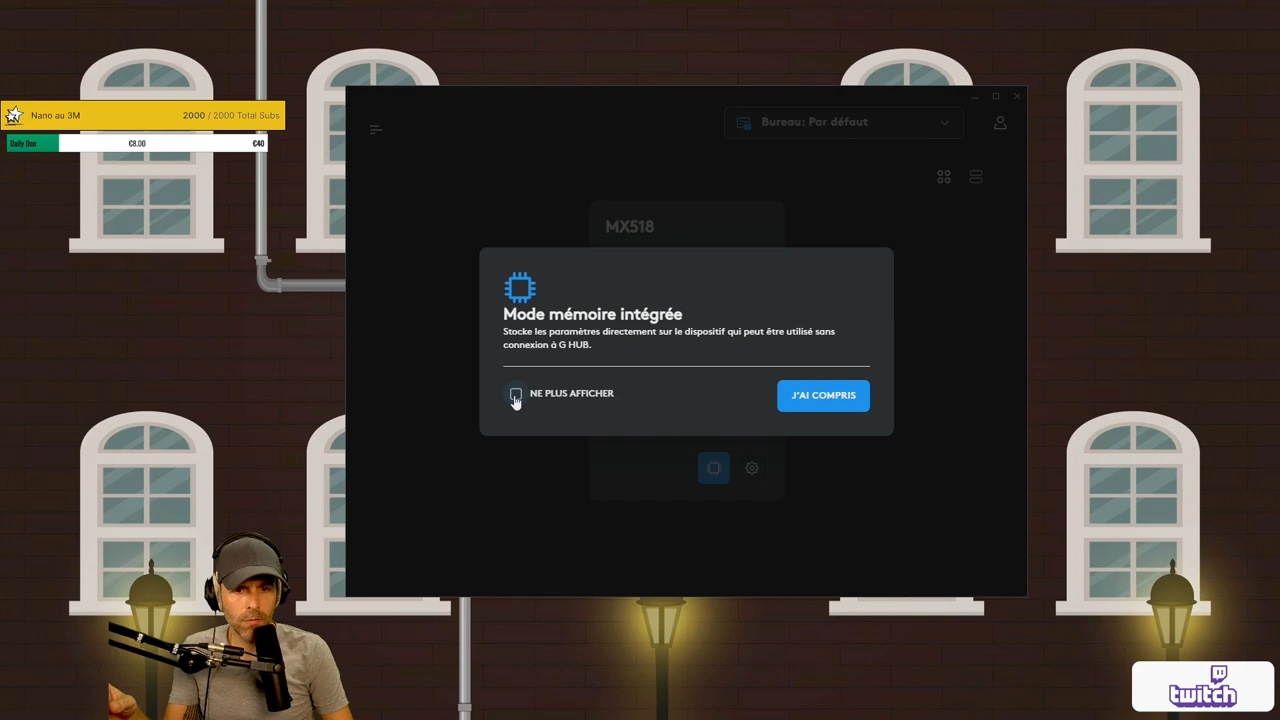 Nano au 3M
2000 / 2000 Total Subs
Daily Don
€8.00
€40
Bureau: Par défaut
MX518
Mode mémoire intégrée
Stocke les paramètres directement sur le dispositif qui peut être utilisé sans
connexion à G HUB.
NE PLUS AFFICHER
J'AI COMPRIS
twitch